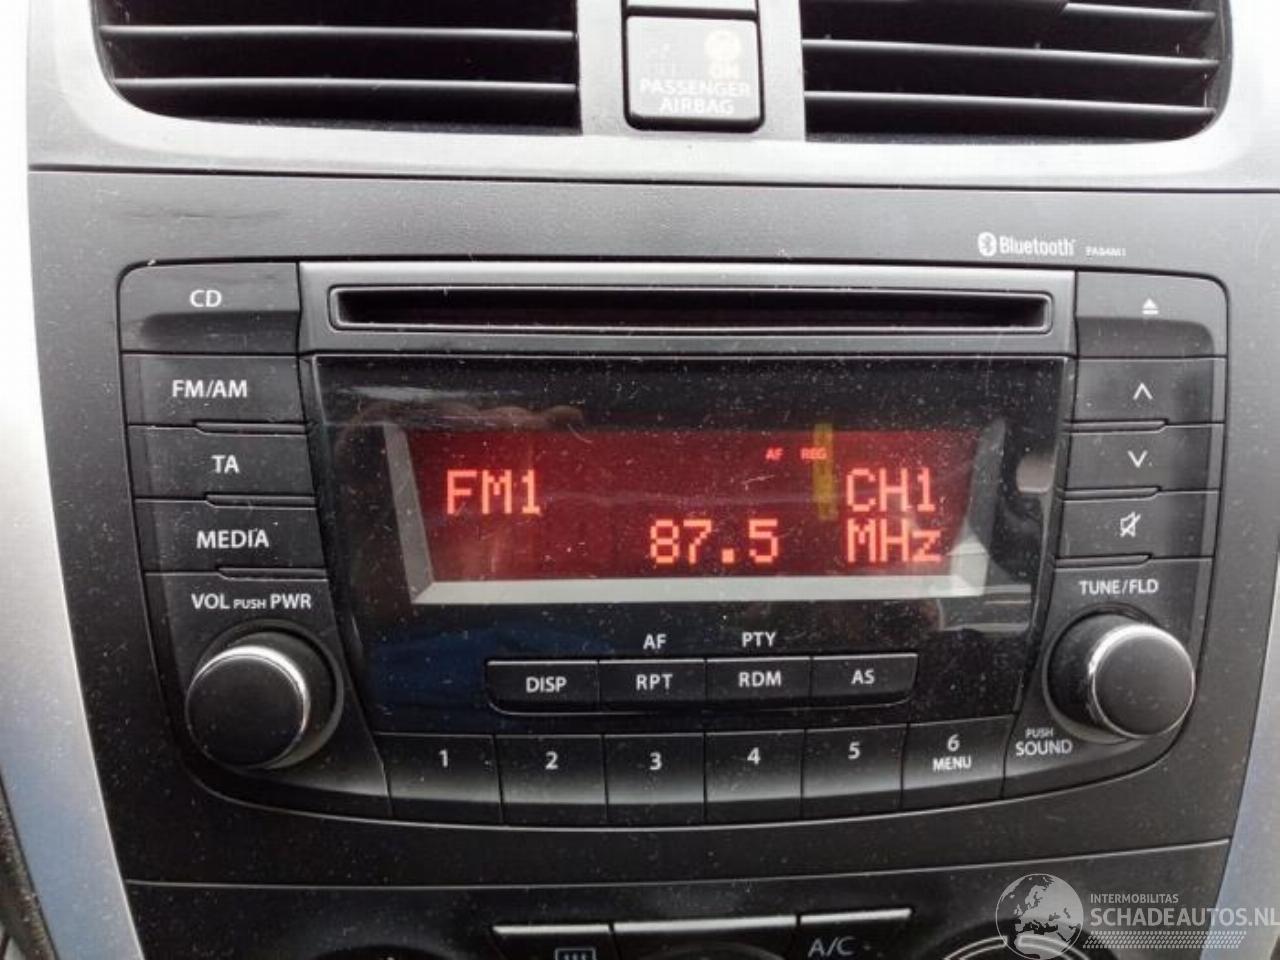 ON
PASSENGER
AIRBAG
Bluetooth
CD
FM/AM
TA
MEDIA
VOL PUSH PWR
AF REG
FM1 CH1
87.5 MHz
TUNE/FLD
AF PTY
DISP RPT RDM AS
1 2 3 4 5 6
MENU
PUSH
SOUND
A/C
INTERMOBILITAS
SCHADEAUTOS.NL